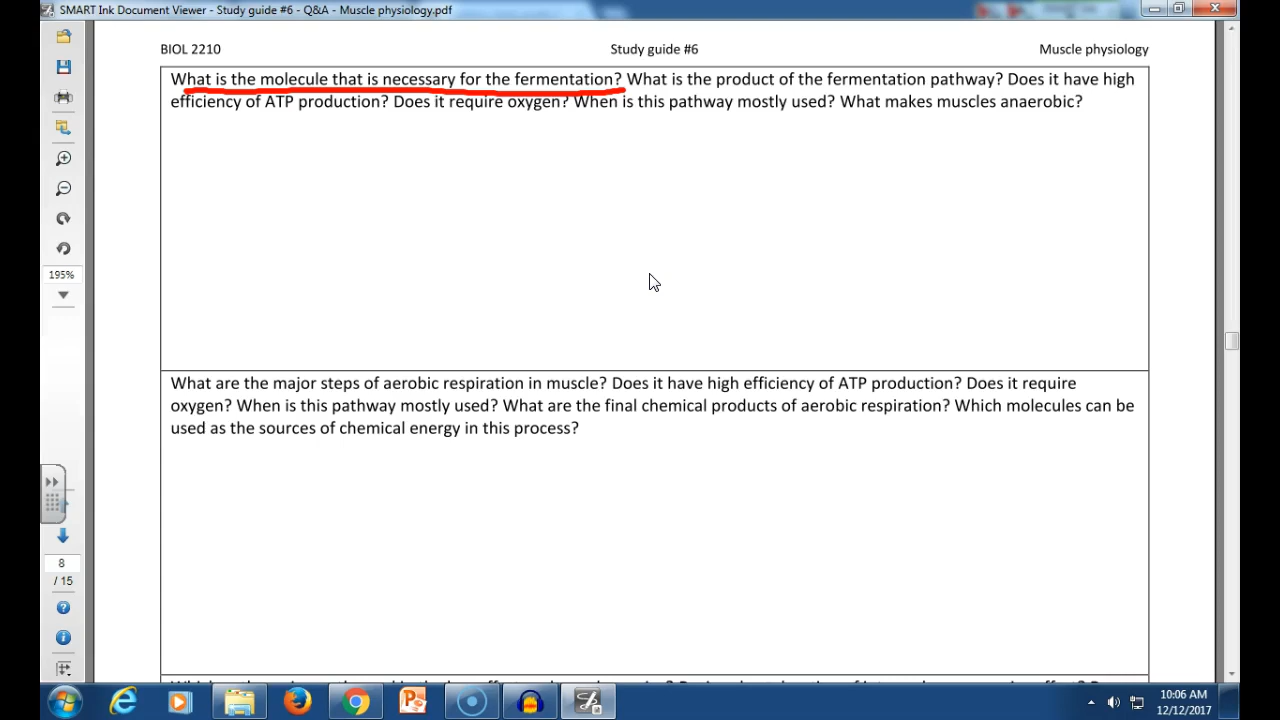 SMART Ink Document Viewer - Study guide #6 - Q&A - Muscle physiology.pdf
BIOL 2210 Study guide #6 Muscle physiology
What is the molecule that is necessary for the fermentation? What is the product of the fermentation pathway? Does it have high
efficiency of ATP production? Does it require oxygen? When is this pathway mostly used? What makes muscles anaerobic?
195%
What are the major steps of aerobic respiration in muscle? Does it have high efficiency of ATP production? Does it require
oxygen? When is this pathway mostly used? What are the final chemical products of aerobic respiration? Which molecules can be
used as the sources of chemical energy in this process?
8
/ 15
10:06 AM
12/12/2017